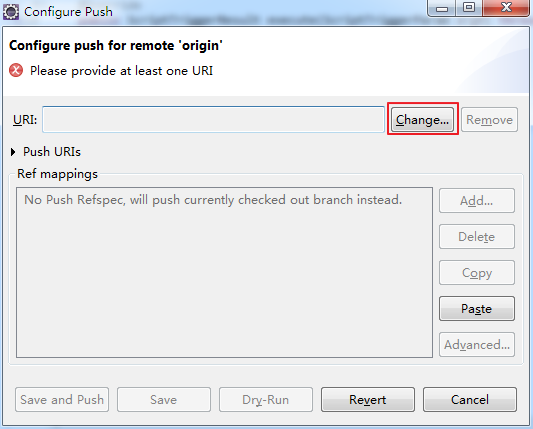 Configure Push
Configure push for remote 'origin'
Please provide at least one URI
URI:
Change...
Remove
Push URIs
Ref mappings
No Push Refspec, will push currently checked out branch instead.
Add...
Delete
Copy
Paste
Advanced...
Save and Push
Save
Dry-Run
Revert
Cancel